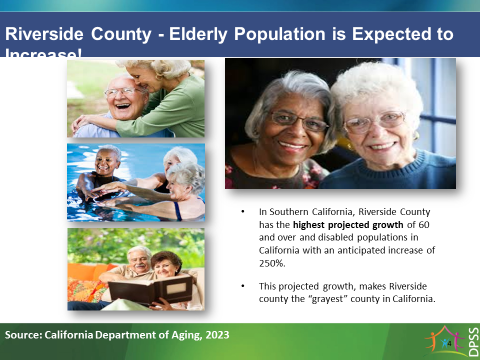 Riverside County - Elderly Population is Expected to
Increase!
• In Southern California, Riverside County
has the highest projected growth of 60
and over and disabled populations in
California with an anticipated increase of
250%.
• This projected growth, makes Riverside
county the “grayest” county in California.
Source: California Department of Aging, 2023
4
DPSS